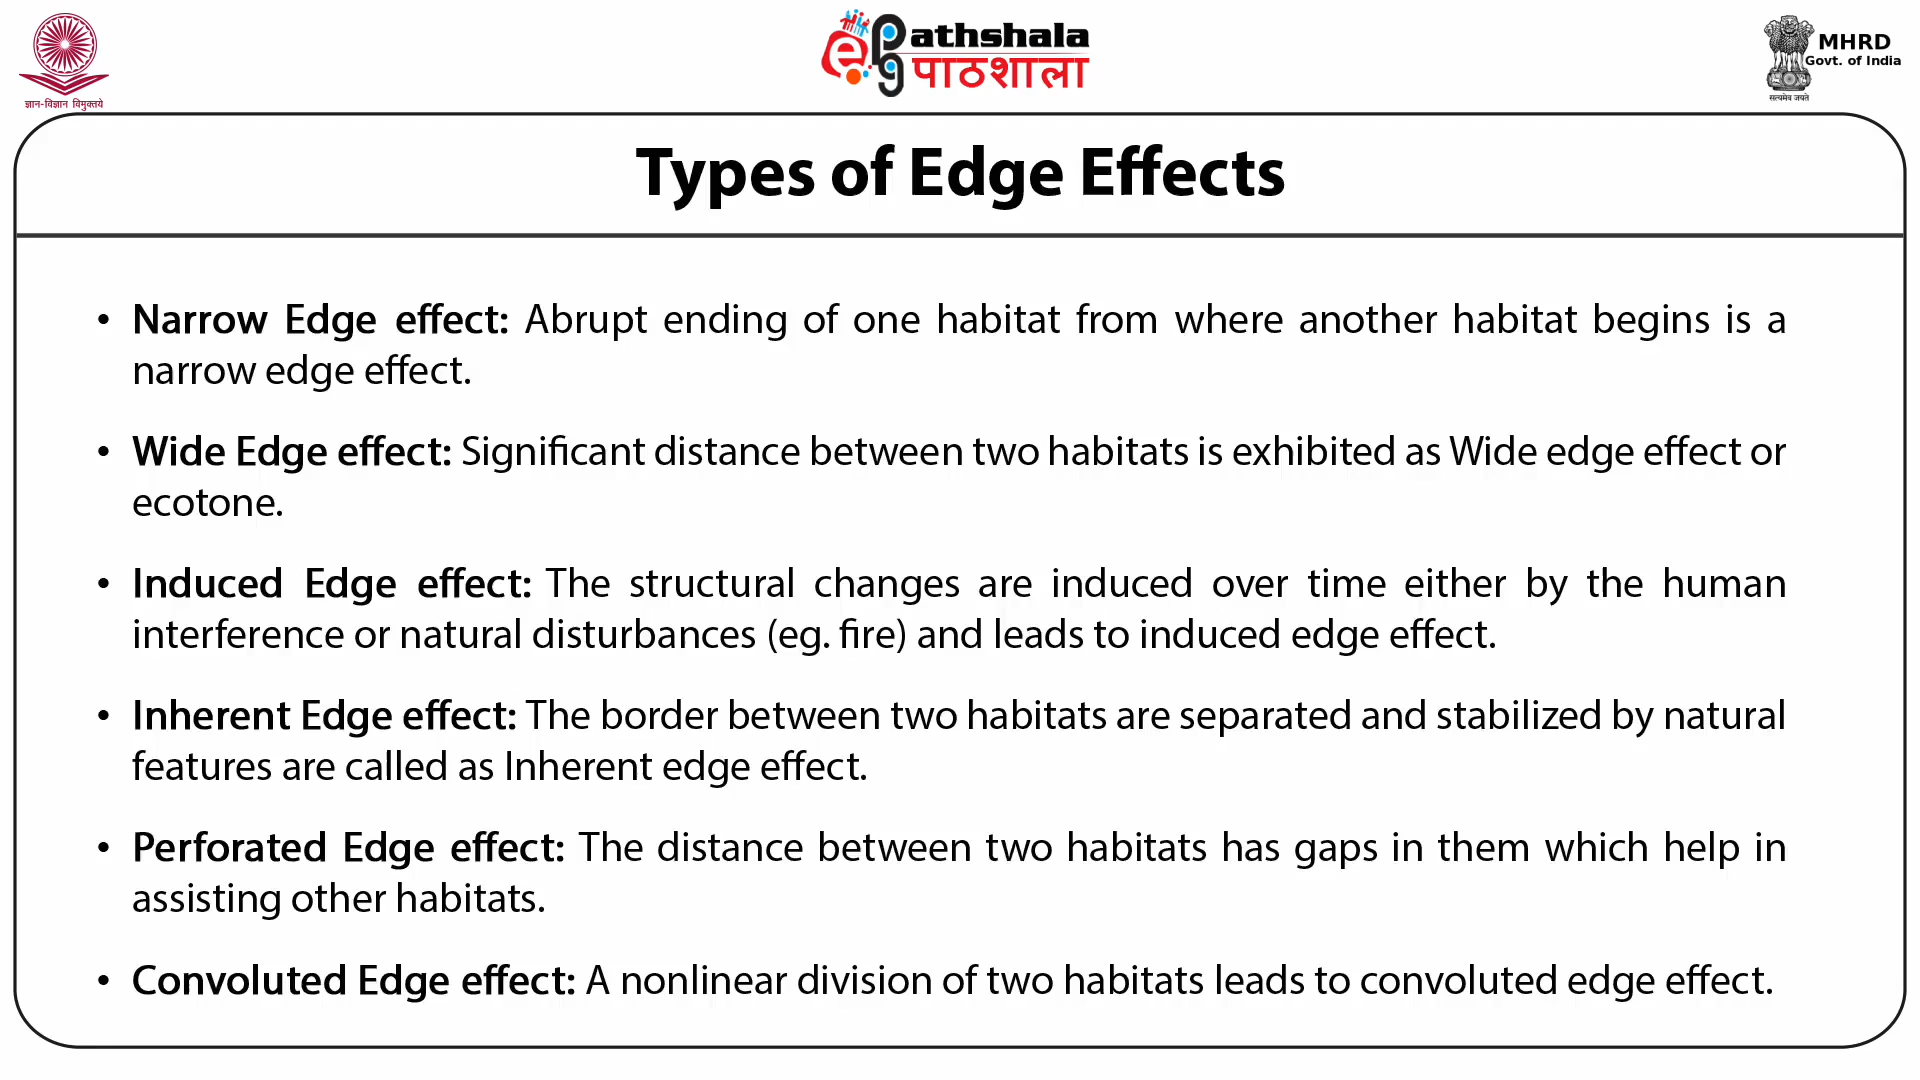 ज्ञान-विज्ञान विमुक्तये
ePathshala
पाठशाला
MHRD
Govt. of India
सत्यमेव जयते
Types of Edge Effects
• Narrow Edge effect: Abrupt ending of one habitat from where another habitat begins is a
narrow edge effect.
• Wide Edge effect: Significant distance between two habitats is exhibited as Wide edge effect or
ecotone.
• Induced Edge effect: The structural changes are induced over time either by the human
interference or natural disturbances (eg. fire) and leads to induced edge effect.
• Inherent Edge effect: The border between two habitats are separated and stabilized by natural
features are called as Inherent edge effect.
• Perforated Edge effect: The distance between two habitats has gaps in them which help in
assisting other habitats.
• Convoluted Edge effect: A nonlinear division of two habitats leads to convoluted edge effect.